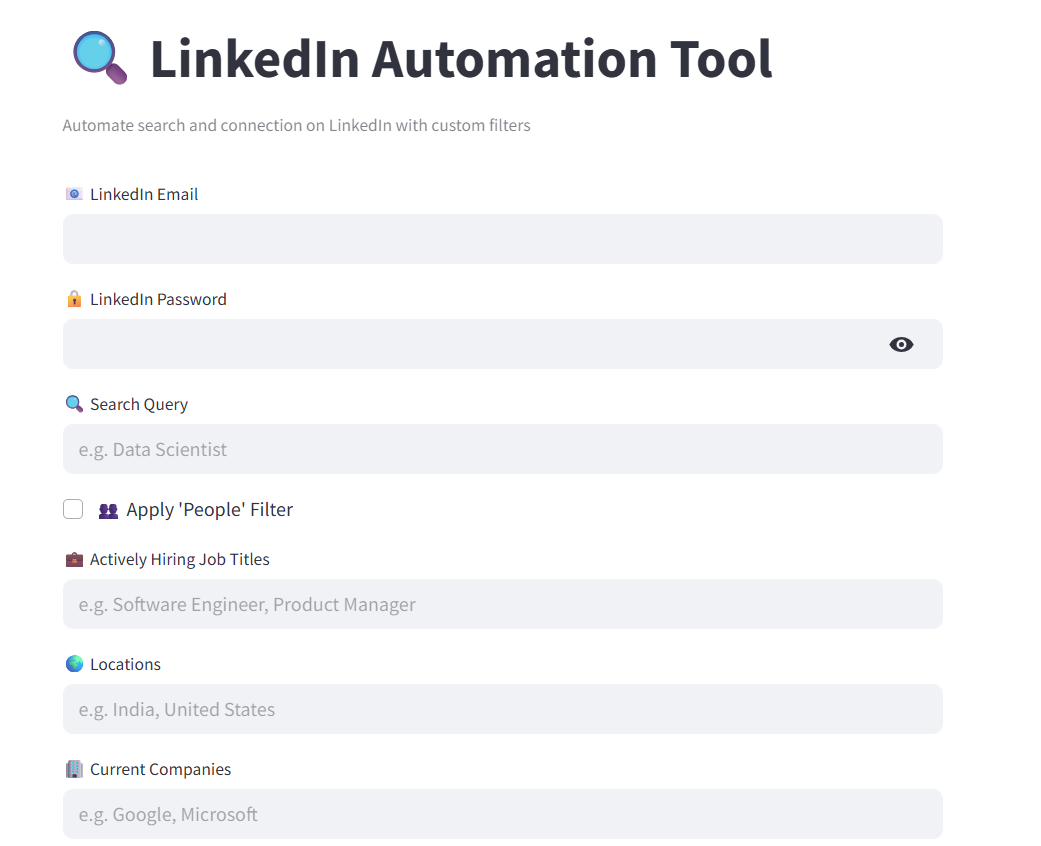 LinkedIn Automation Tool
Automate search and connection on LinkedIn with custom filters
LinkedIn Email
LinkedIn Password
Search Query
e.g. Data Scientist
Apply 'People' Filter
Actively Hiring Job Titles
e.g. Software Engineer, Product Manager
Locations
e.g. India, United States
Current Companies
e.g. Google, Microsoft